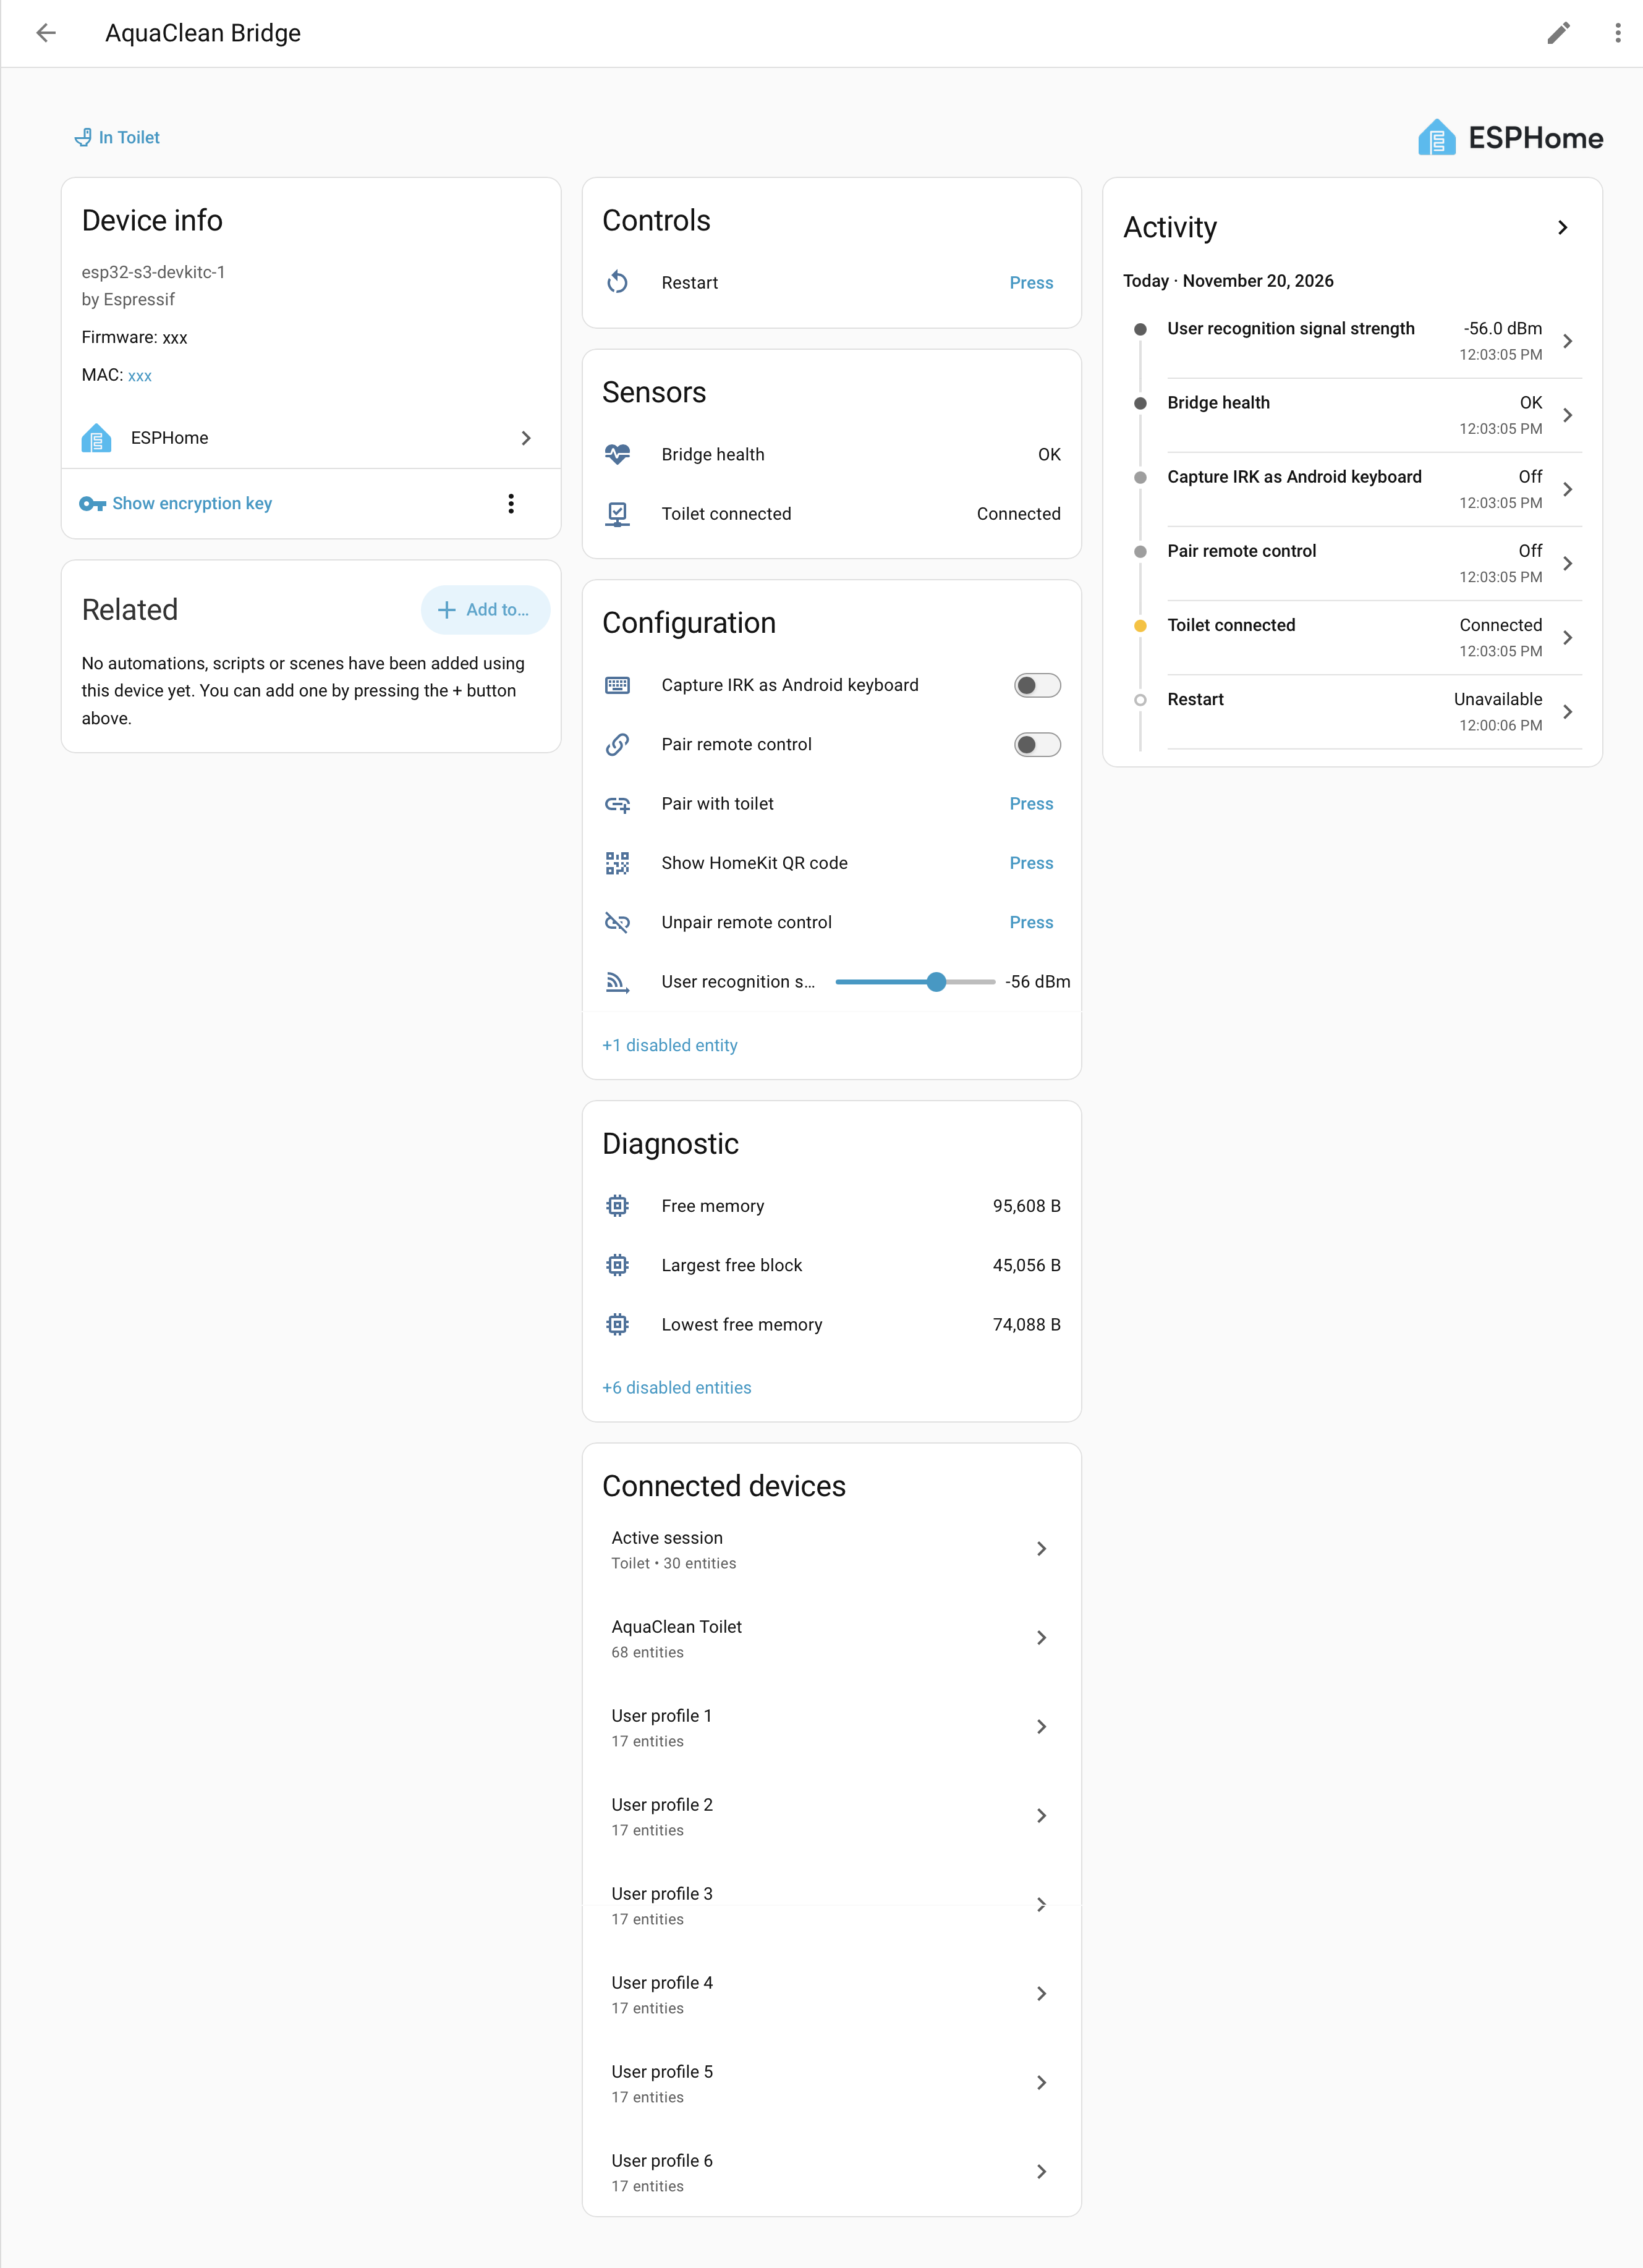 AquaClean Bridge
In Toilet
ESPHome
Device info
esp32-s3-devkitc-1
by Espressif
Firmware: xxx
MAC: xxx
ESPHome
Show encryption key
Related
Add to...
No automations, scripts or scenes have been added using
this device yet. You can add one by pressing the + button
above.
Controls
Restart Press
Sensors
Bridge health OK
Toilet connected Connected
Configuration
Capture IRK as Android keyboard
Pair remote control
Pair with toilet Press
Show HomeKit QR code Press
Unpair remote control Press
User recognition s... -56 dBm
+1 disabled entity
Diagnostic
Free memory 95,608 B
Largest free block 45,056 B
Lowest free memory 74,088 B
+6 disabled entities
Connected devices
Active session
Toilet • 30 entities
AquaClean Toilet
68 entities
User profile 1
17 entities
User profile 2
17 entities
User profile 3
17 entities
User profile 4
17 entities
User profile 5
17 entities
User profile 6
17 entities
Activity
Today · November 20, 2026
User recognition signal strength -56.0 dBm
12:03:05 PM
Bridge health OK
12:03:05 PM
Capture IRK as Android keyboard Off
12:03:05 PM
Pair remote control Off
12:03:05 PM
Toilet connected Connected
12:03:05 PM
Restart Unavailable
12:00:06 PM